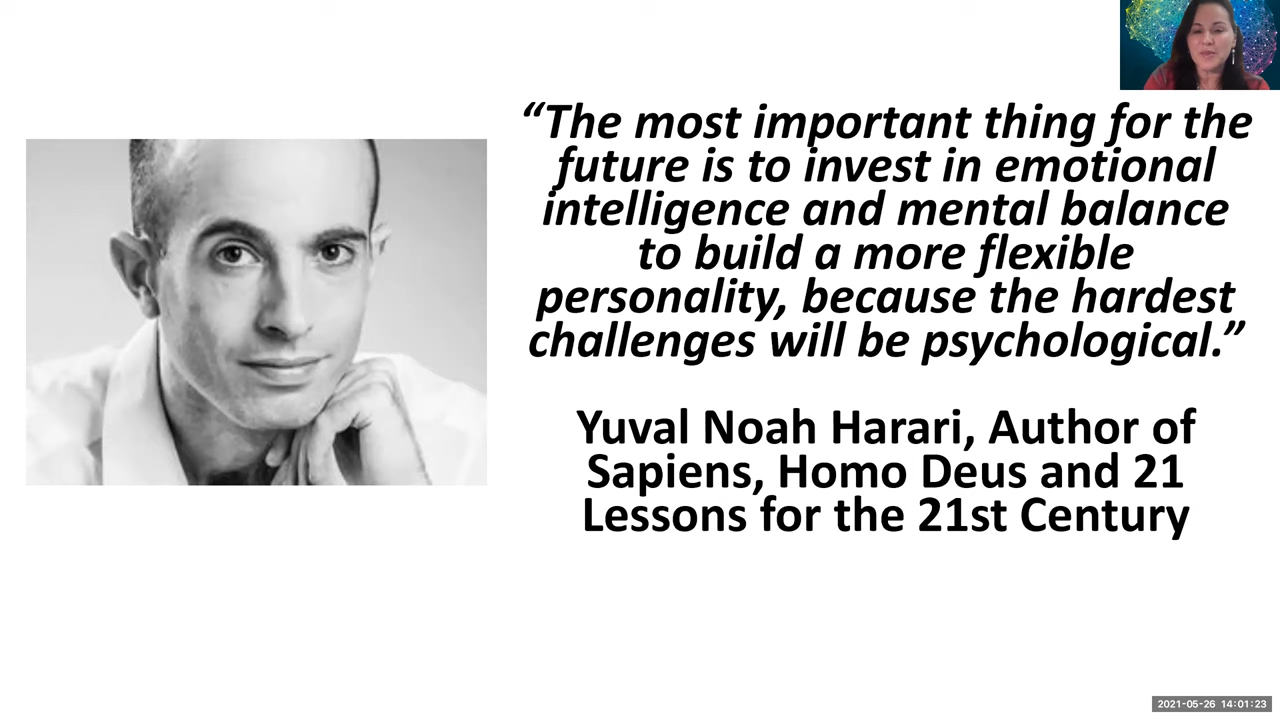 “The most important thing for the
future is to invest in emotional
intelligence and mental balance
to build a more flexible
personality, because the hardest
challenges will be psychological.”
Yuval Noah Harari, Author of
Sapiens, Homo Deus and 21
Lessons for the 21st Century
2021-05-26 14:01:23